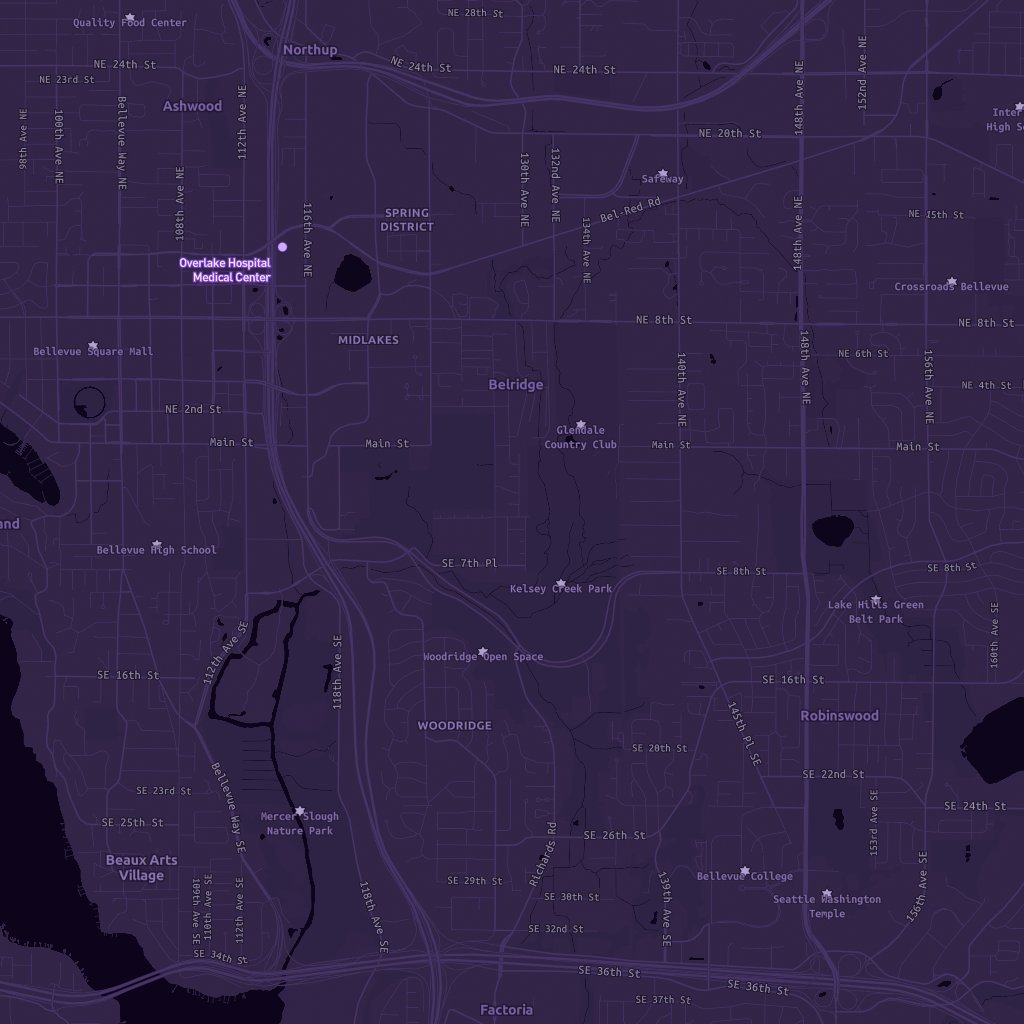 NE 28th St
Quality Food Center
Northup
NE 24th St
NE 24th St
NE 24th St
NE 23rd St
Ashwood
98th Ave NE
100th Ave NE
Bellevue Way NE
112th Ave NE
148th Ave NE
152nd Ave NE
Inter
High Sc
NE 20th St
108th Ave NE
130th Ave NE
132nd Ave NE
Safeway
Bel-Red Rd
SPRING
DISTRICT
116th Ave NE
134th Ave NE
148th Ave NE
NE 15th St
Overlake Hospital
Medical Center
Crossroads Bellevue
NE 8th St
NE 8th St
MIDLAKES
Bellevue Square Mall
NE 6th St
140th Ave NE
148th Ave NE
156th Ave NE
Belridge
NE 4th St
NE 2nd St
Glendale
Country Club
Main St
Main St
Main St
Main St
and
Bellevue High School
SE 7th Pl
SE 8th St
SE 8th St
Kelsey Creek Park
Lake Hills Green
Belt Park
112th Ave SE
118th Ave SE
160th Ave SE
Woodridge Open Space
SE 16th St
SE 16th St
WOODRIDGE
Robinswood
145th Pl SE
SE 20th St
Bellevue Way SE
SE 22nd St
SE 23rd St
SE 24th St
Mercer Slough
Nature Park
SE 25th St
153rd Ave SE
Richards RD
SE 26th St
Beaux Arts
Village
109th Ave SE
110th Ave SE
112th Ave SE
118th Ave SE
SE 29th St
139th Ave SE
Bellevue College
156th Ave SE
SE 30th St
Seattle Washington
Temple
SE 32nd St
SE 34th St
SE 36th St
SE 36th St
SE 37th St
Factoria